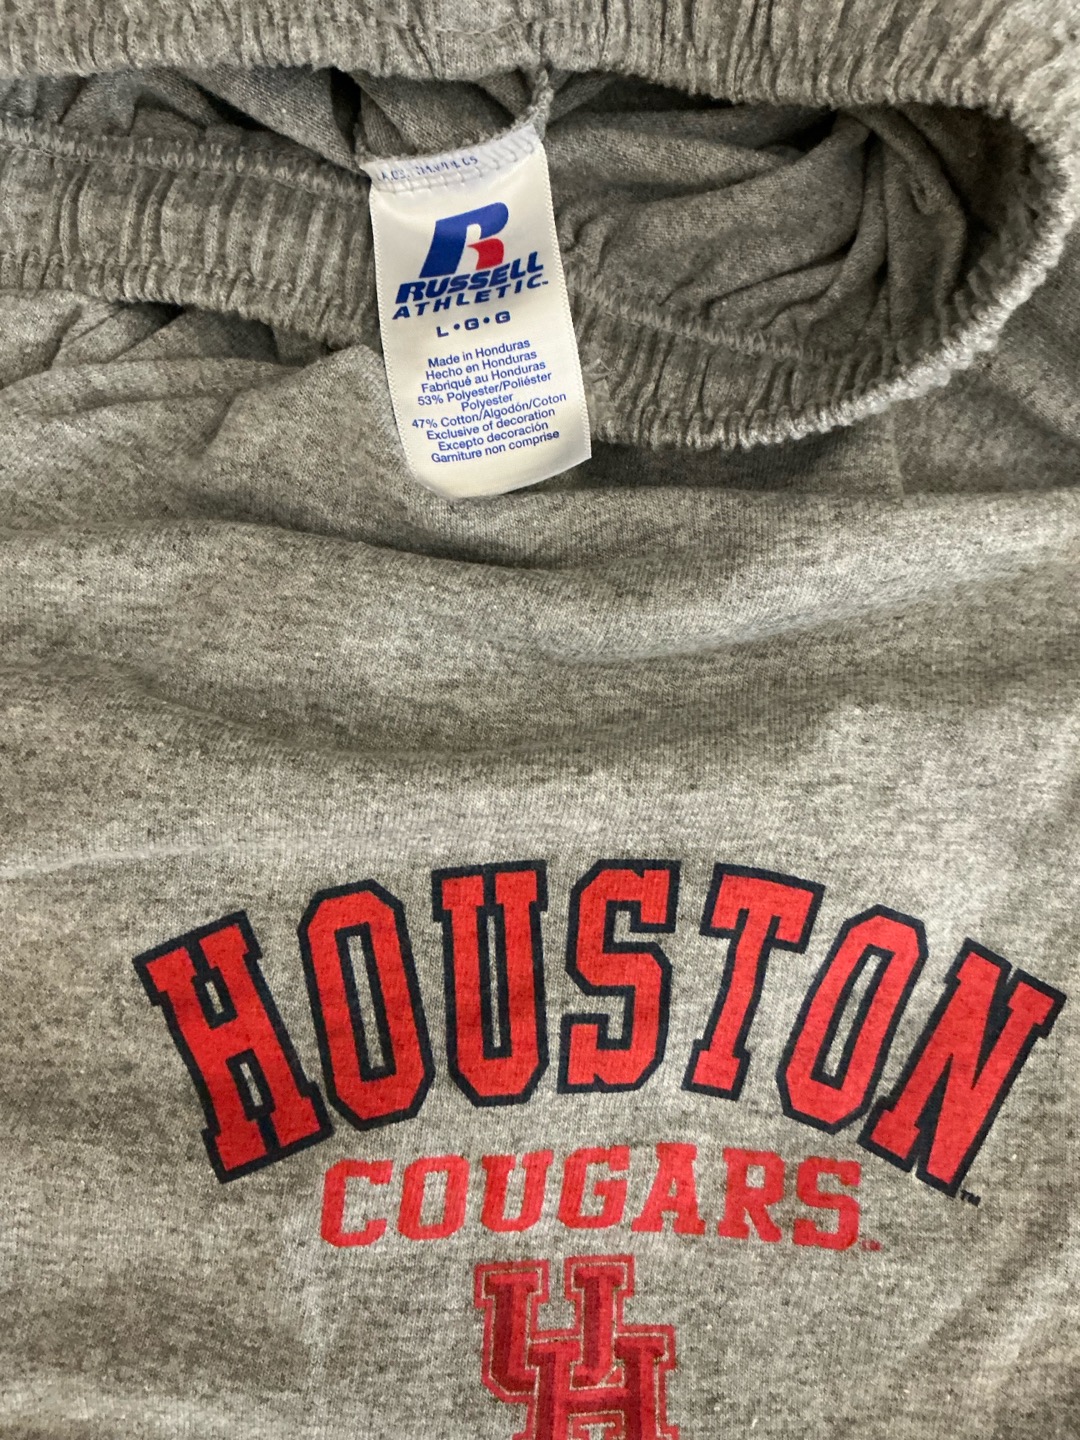 RUSSELL
ATHLETIC
L•G•G
Made in Honduras
Hecho en Honduras
Fabriqué au Honduras
53% Polyester/Poliéster
Polyester
47% Cotton/Algodón/Coton
Exclusive of decoration
Excepto decoración
Garniture non comprise
HOUSTON
TM
COUGARS
UH